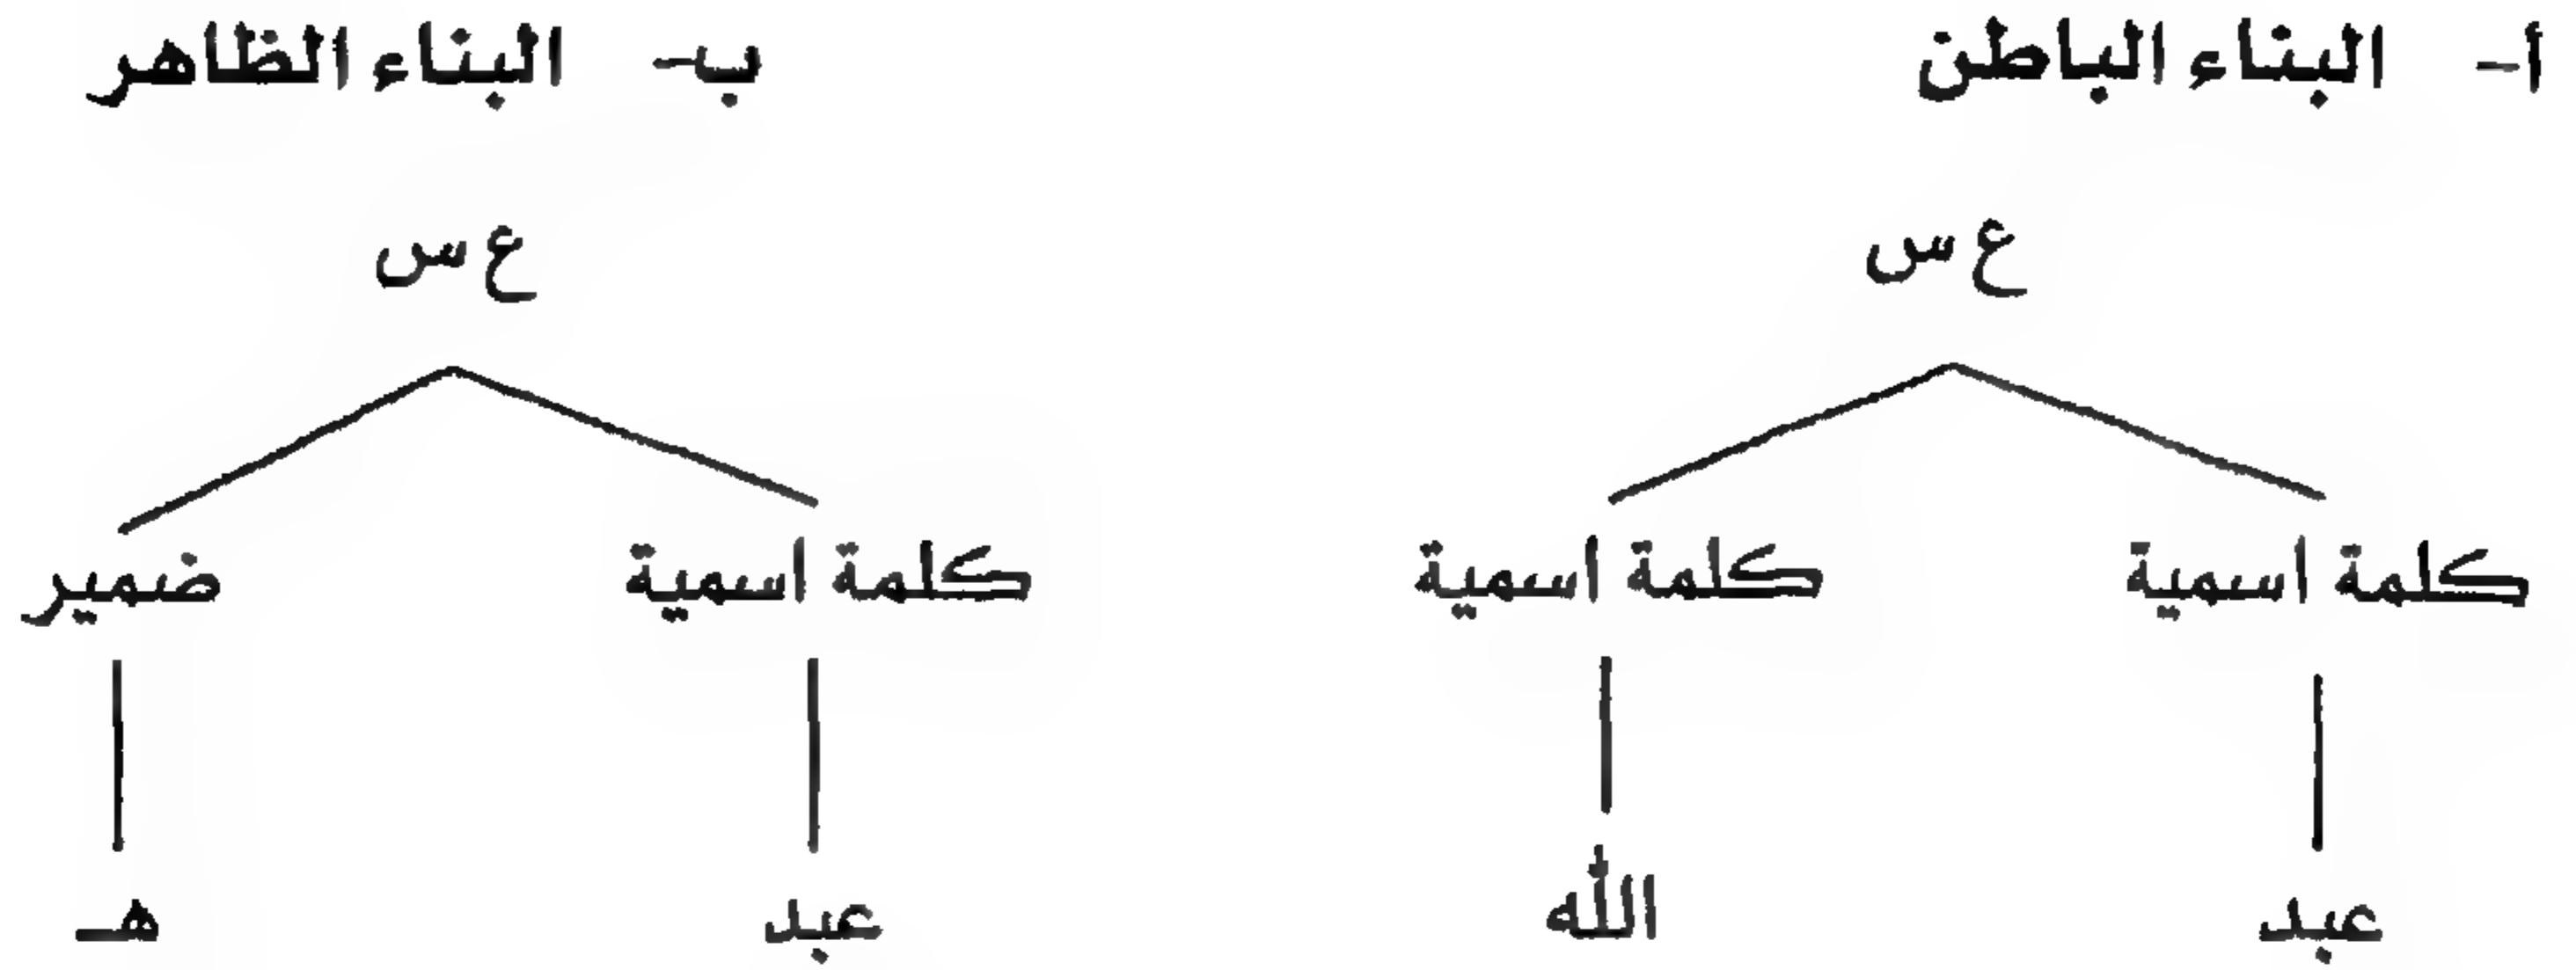 أ- البناء الباطن ب- البناء الظاهر
ع س ع س
كلمة اسمية كلمة اسمية كلمة اسمية ضمير
عبد الله عبد هـ